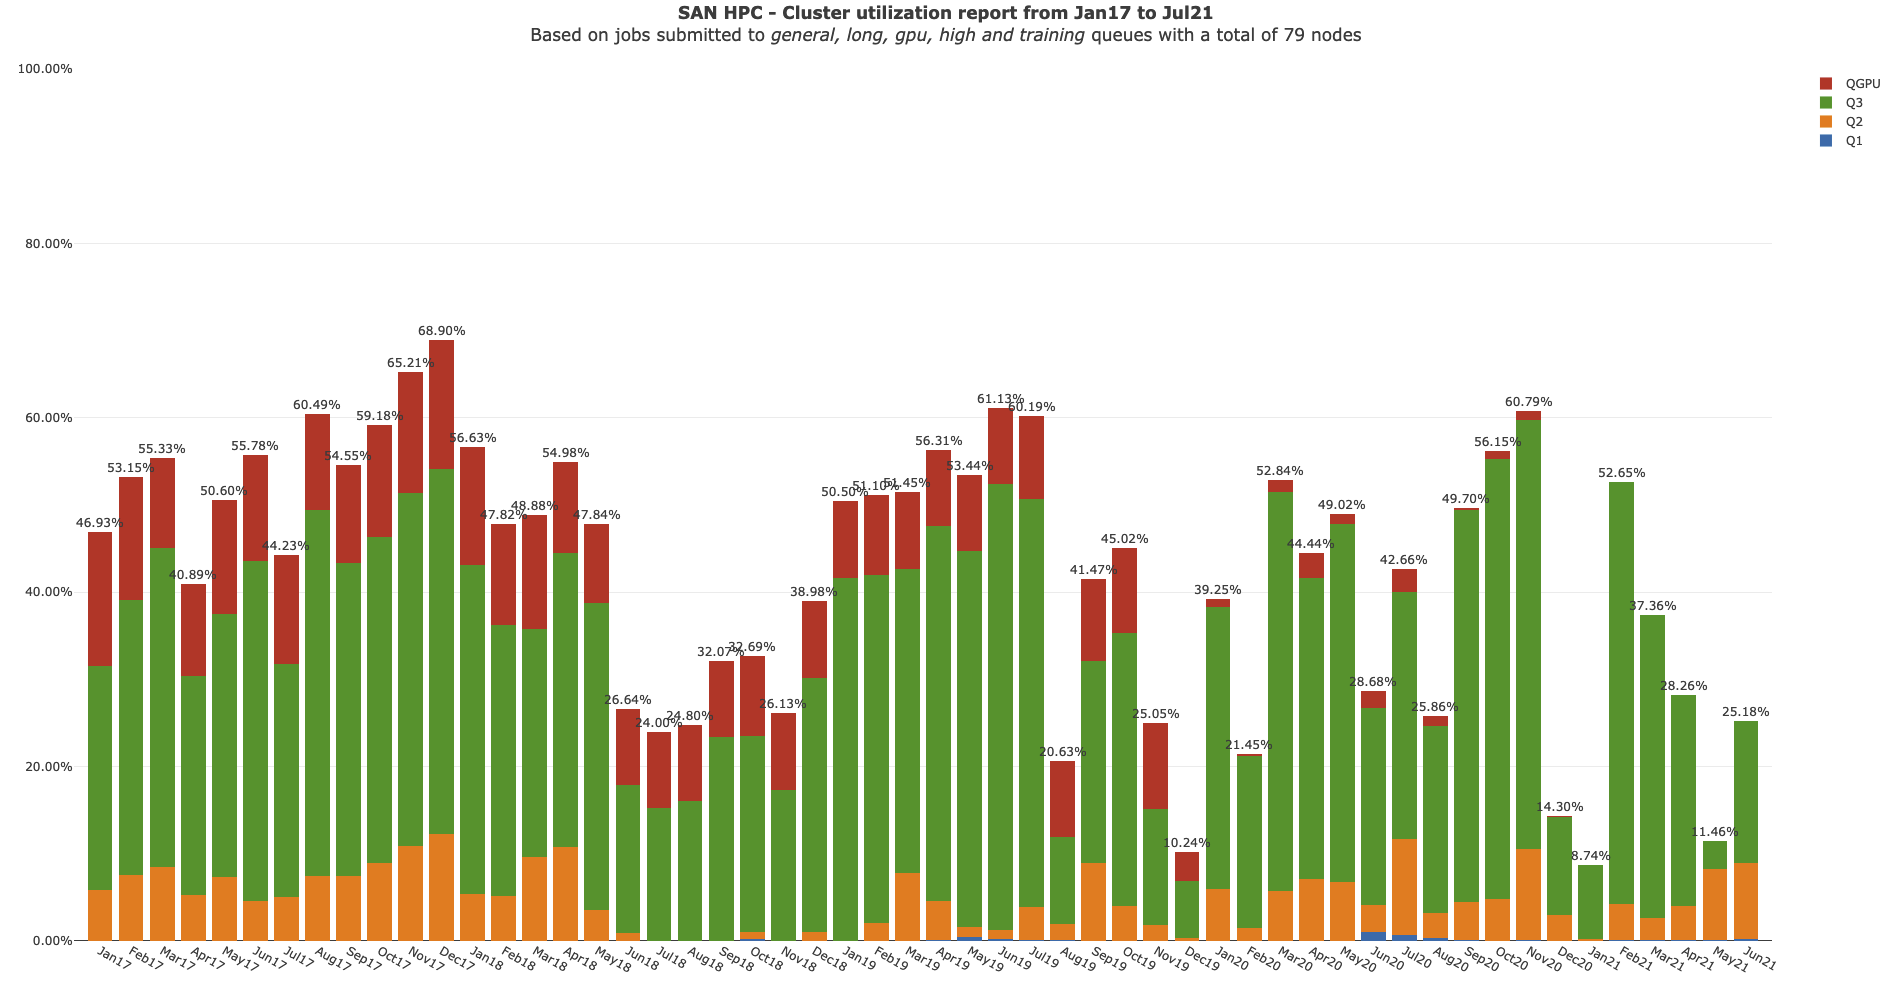 SAN HPC - Cluster utilization report from Jan17 to Jul21
Based on jobs submitted to general, long, gpu, high and training queues with a total of 79 nodes
100.00%
80.00%
60.00%
40.00%
20.00%
0.00%
QGPU
Q3
Q2
Q1
46.93%
53.15%
55.33%
40.89%
50.60%
55.78%
44.23%
60.49%
54.55%
59.18%
65.21%
68.90%
56.63%
47.82%
48.88%
54.98%
47.84%
26.64%
24.00%
24.80%
32.07%
32.69%
26.13%
38.98%
50.50%
51.10%
51.45%
56.31%
53.44%
61.13%
60.19%
20.63%
41.47%
45.02%
25.05%
10.24%
39.25%
21.45%
52.84%
44.44%
49.02%
28.68%
42.66%
25.86%
49.70%
56.15%
60.79%
14.30%
8.74%
52.65%
37.36%
28.26%
11.46%
25.18%
Jan17
Feb17
Mar17
Apr17
May17
Jun17
Jul17
Aug17
Sep17
Oct17
Nov17
Dec17
Jan18
Feb18
Mar18
Apr18
May18
Jun18
Jul18
Aug18
Sep18
Oct18
Nov18
Dec18
Jan19
Feb19
Mar19
Apr19
May19
Jun19
Jul19
Aug19
Sep19
Oct19
Nov19
Dec19
Jan20
Feb20
Mar20
Apr20
May20
Jun20
Jul20
Aug20
Sep20
Oct20
Nov20
Dec20
Jan21
Feb21
Mar21
Apr21
May21
Jun21